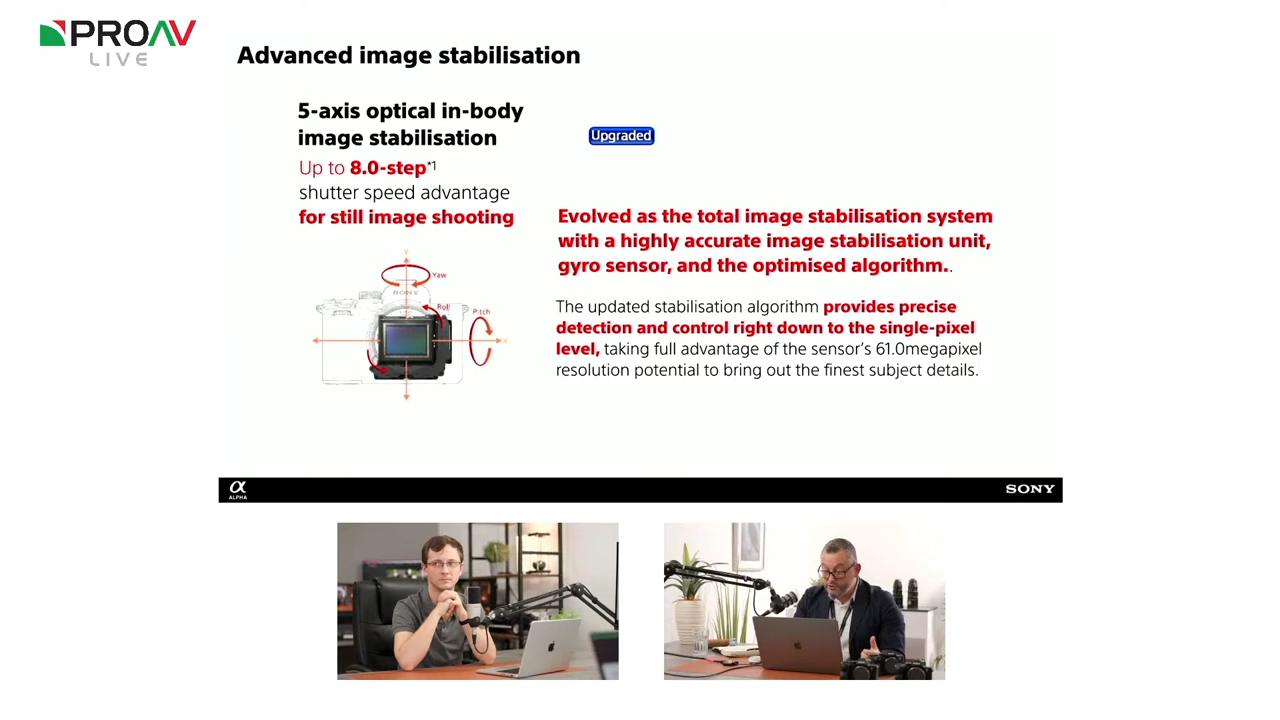 PROAV
LIVE
Advanced image stabilisation
5-axis optical in-body
image stabilisation
Upgraded
Up to 8.0-step*1
shutter speed advantage
for still image shooting
Evolved as the total image stabilisation system
with a highly accurate image stabilisation unit,
gyro sensor, and the optimised algorithm..
Y
Yaw
SONY
Roll
Pitch
X
The updated stabilisation algorithm provides precise
detection and control right down to the single-pixel
level, taking full advantage of the sensor's 61.0megapixel
resolution potential to bring out the finest subject details.
α
ALPHA
SONY